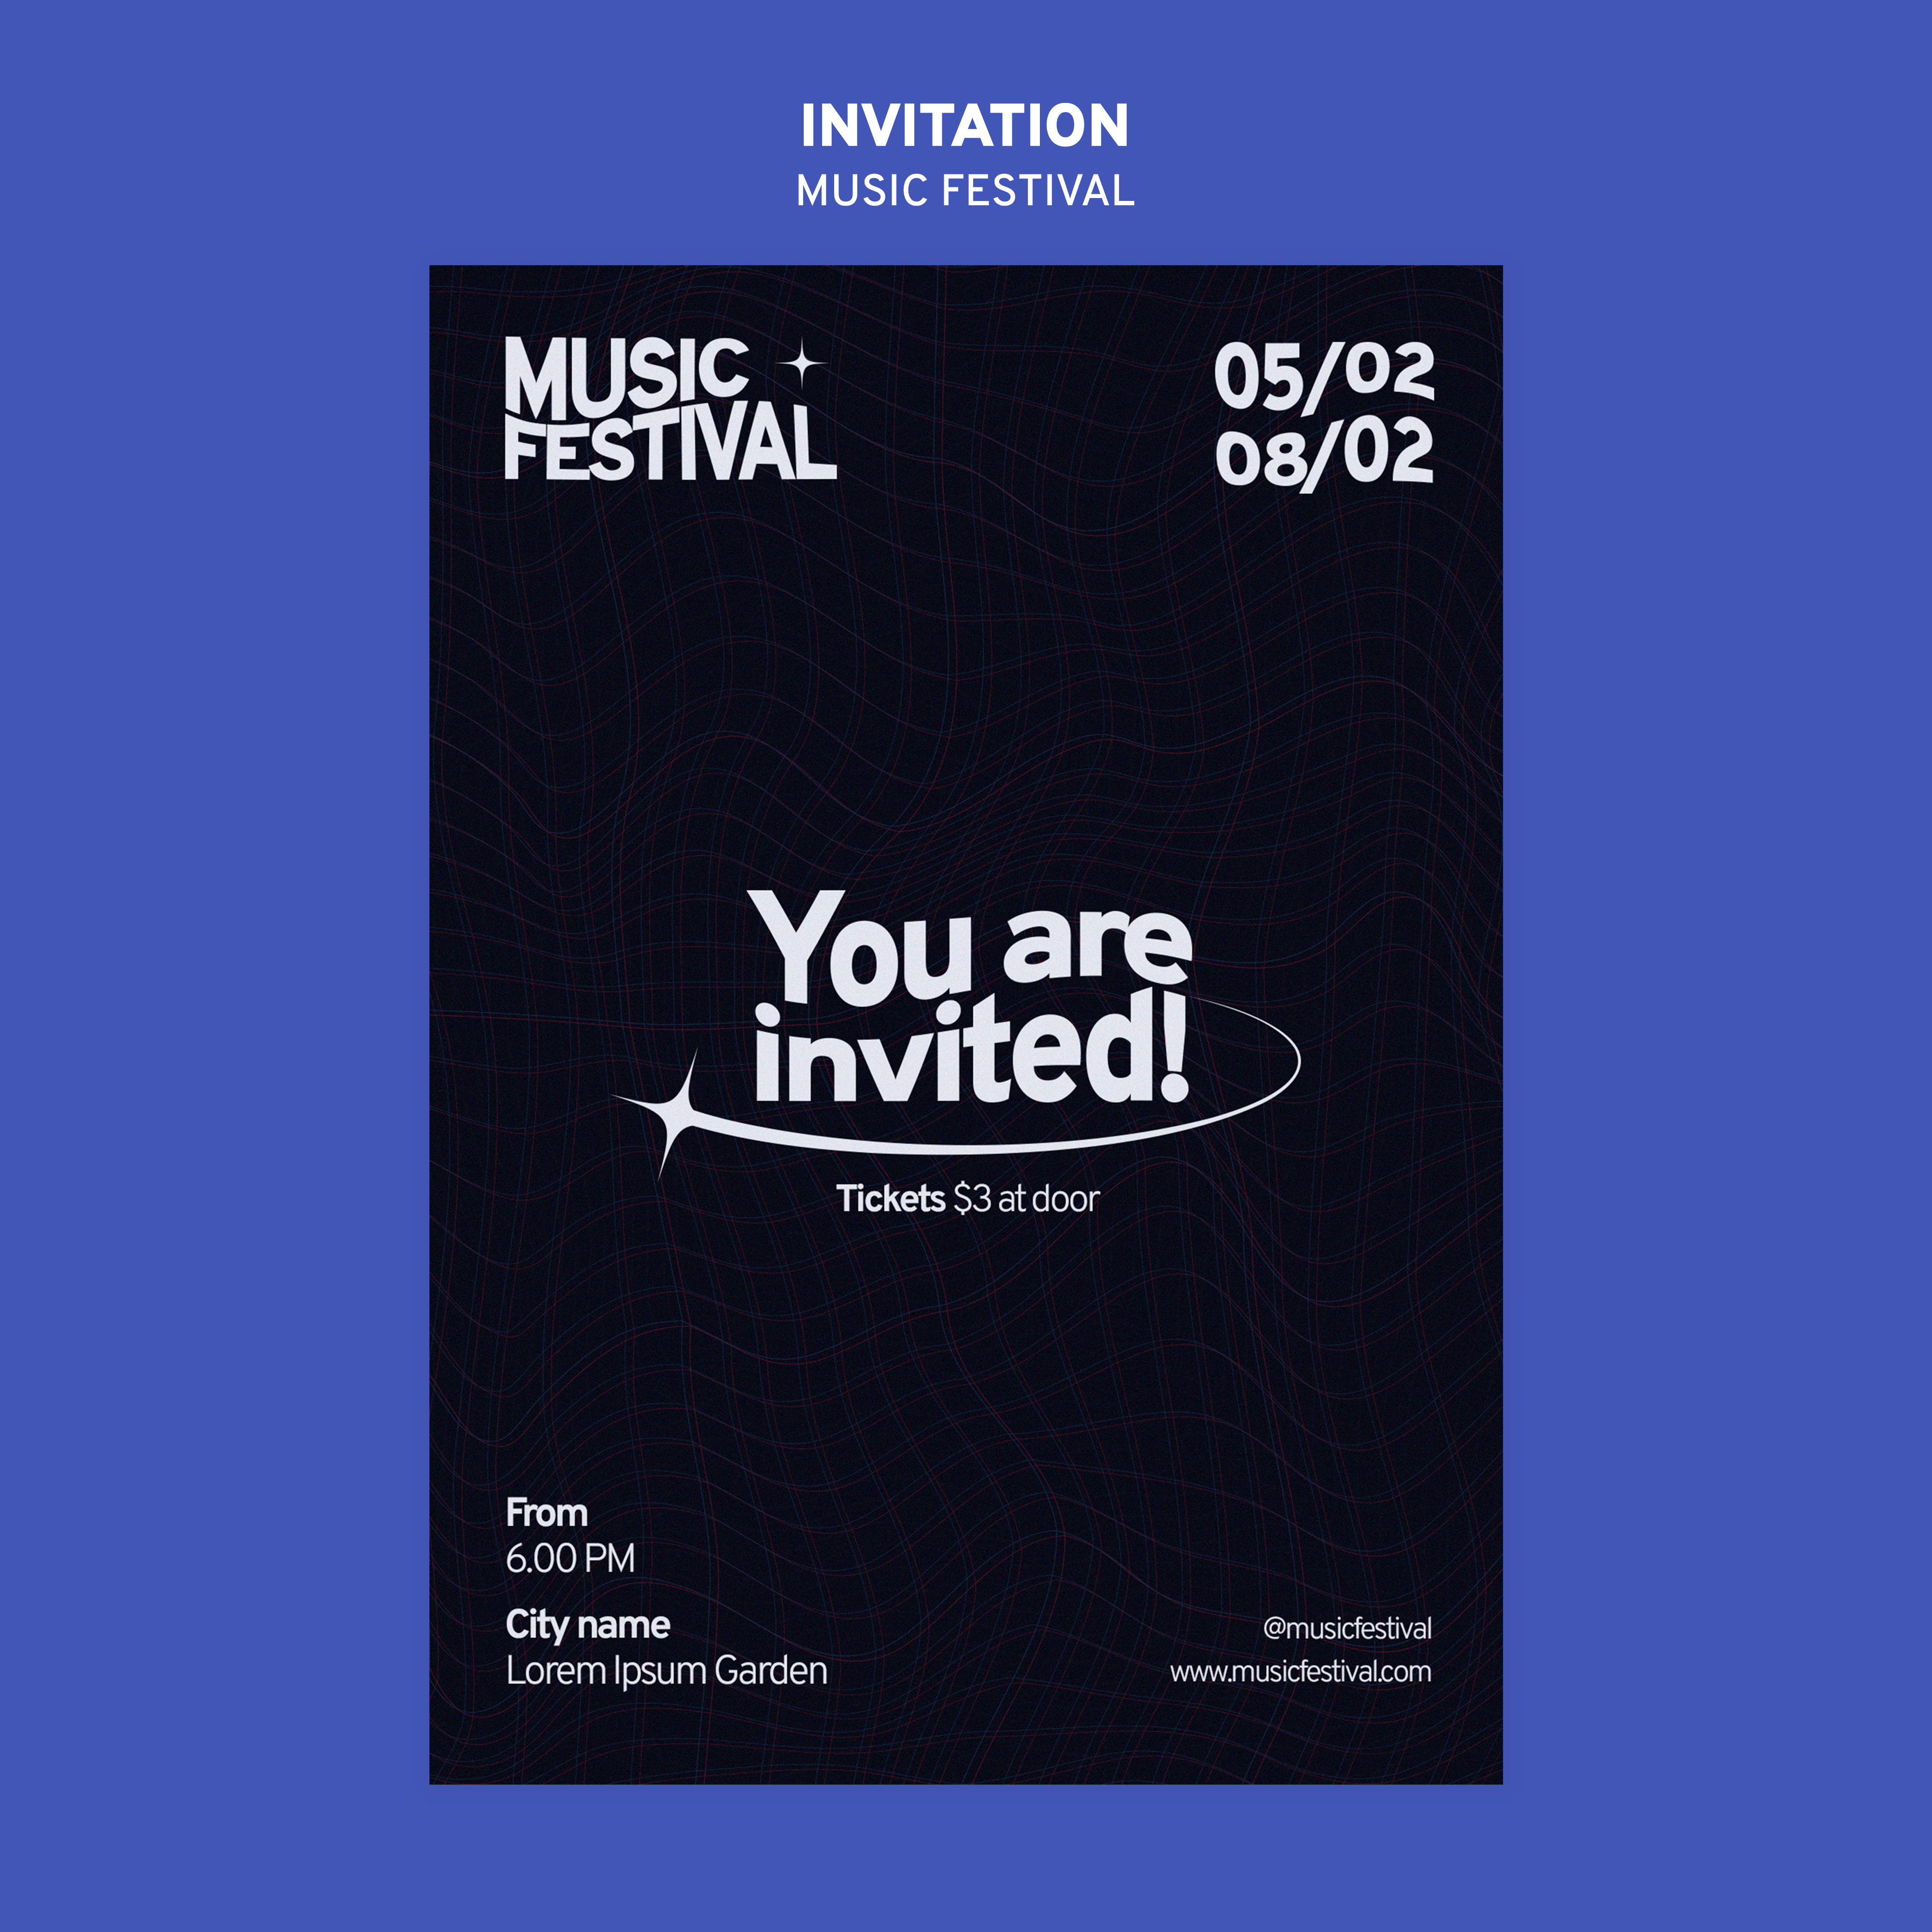 INVITATION
MUSIC FESTIVAL
MUSIC
FESTIVAL
05/02
08/02
You are
invited!
Tickets $3 at door
From
6.00 PM
City name
Lorem Ipsum Garden
@musicfestival
www.musicfestival.com